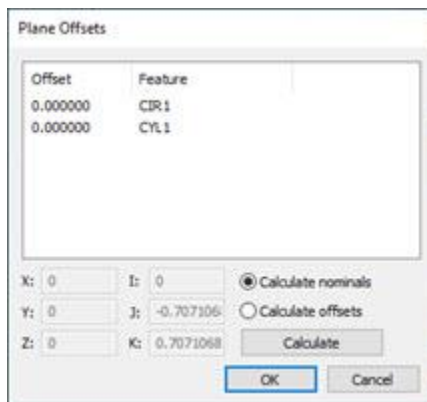 Plane Offsets
Offset Feature
0.000000 CIR1
0.000000 CYL1
X: 0 I: 0 Calculate nominals
Y: 0 J: -0.707106 Calculate offsets
Z: 0 K: 0.7071068 Calculate
OK Cancel